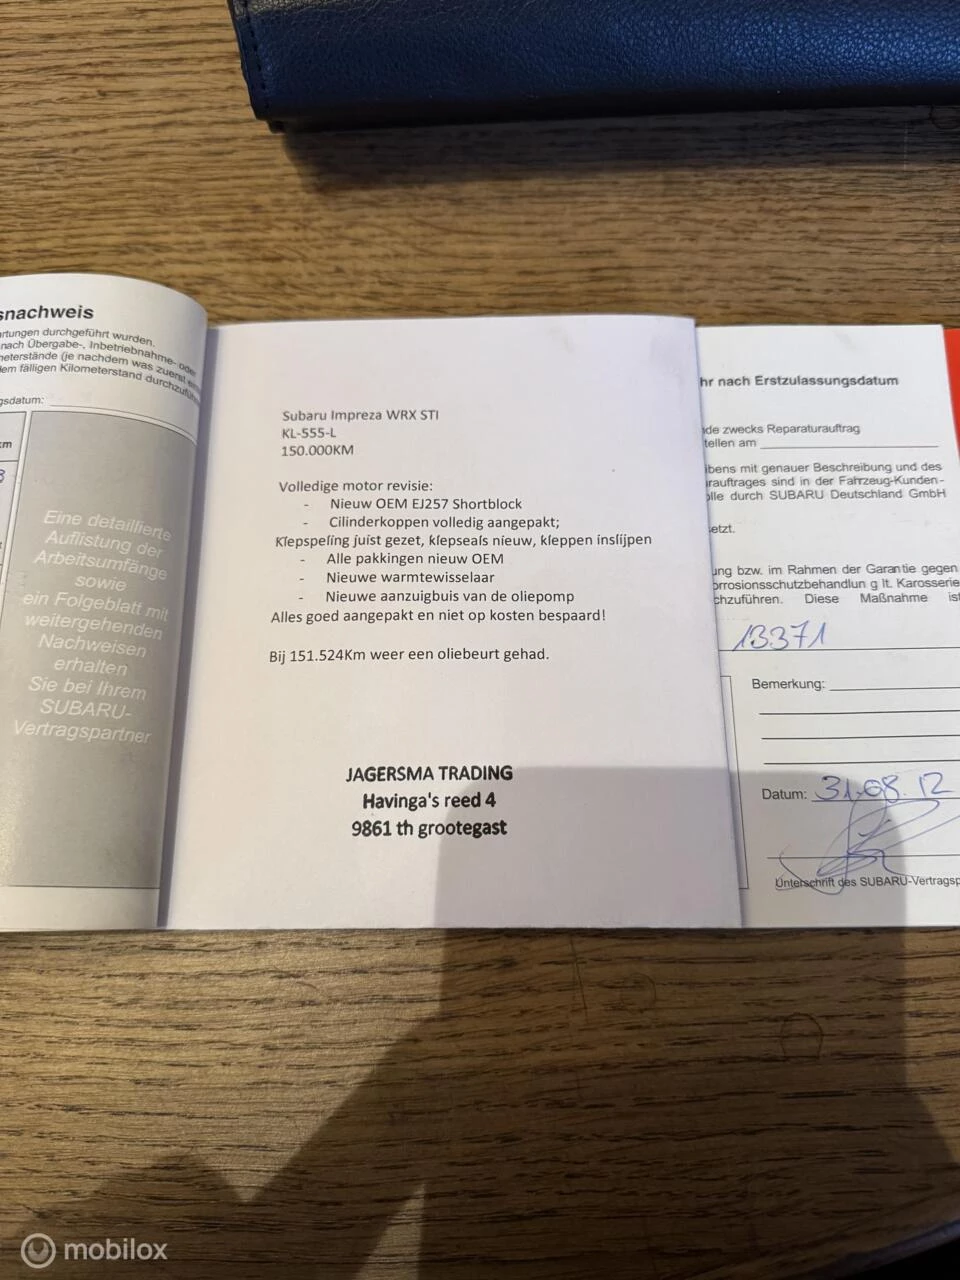 snachweis
rtungen durchgeführt wurden.
nach Übergabe-, Inbetriebnahme- oder
neterstände (je nachdem was zuerst
dem fälligen Kilometerstand durchzuführ
gsdatum:
km
Eine detaillierte
Auflistung der
Arbeitsumfänge
sowie
ein Folgeblatt mit
weitergehenden
Nachweisen
erhalten
Sie bei Ihrem
SUBARU-
Vertragspartner
Subaru Impreza WRX STI
KL-555-L
150.000KM
Volledige motor revisie:
- Nieuw OEM EJ257 Shortblock
- Cilinderkoppen volledig aangepakt;
Klepspeling juist gezet, klepseals nieuw, kleppen inslijpen
- Alle pakkingen nieuw OEM
- Nieuwe warmtewisselaar
- Nieuwe aanzuigbuis van de oliepomp
Alles goed aangepakt en niet op kosten bespaard!
Bij 151.524Km weer een oliebeurt gehad.
JAGERSMA TRADING
Havinga's reed 4
9861 th grootegast
hr nach Erstzulassungsdatum
de zwecks Reparaturauftrag
tellen am
ibens mit genauer Beschreibung und des
rauftrages sind in der Fahrzeug-Kunden-
olle durch SUBARU Deutschland GmbH
etzt.
ung bzw. im Rahmen der Garantie gegen
orrosionsschutzbehandlun g lt. Karosserie
chzuführen. Diese Maßnahme ist
13371
Bemerkung:
Datum: 31.08.12
Unterschrift des SUBARU-Vertragsp
mobilox